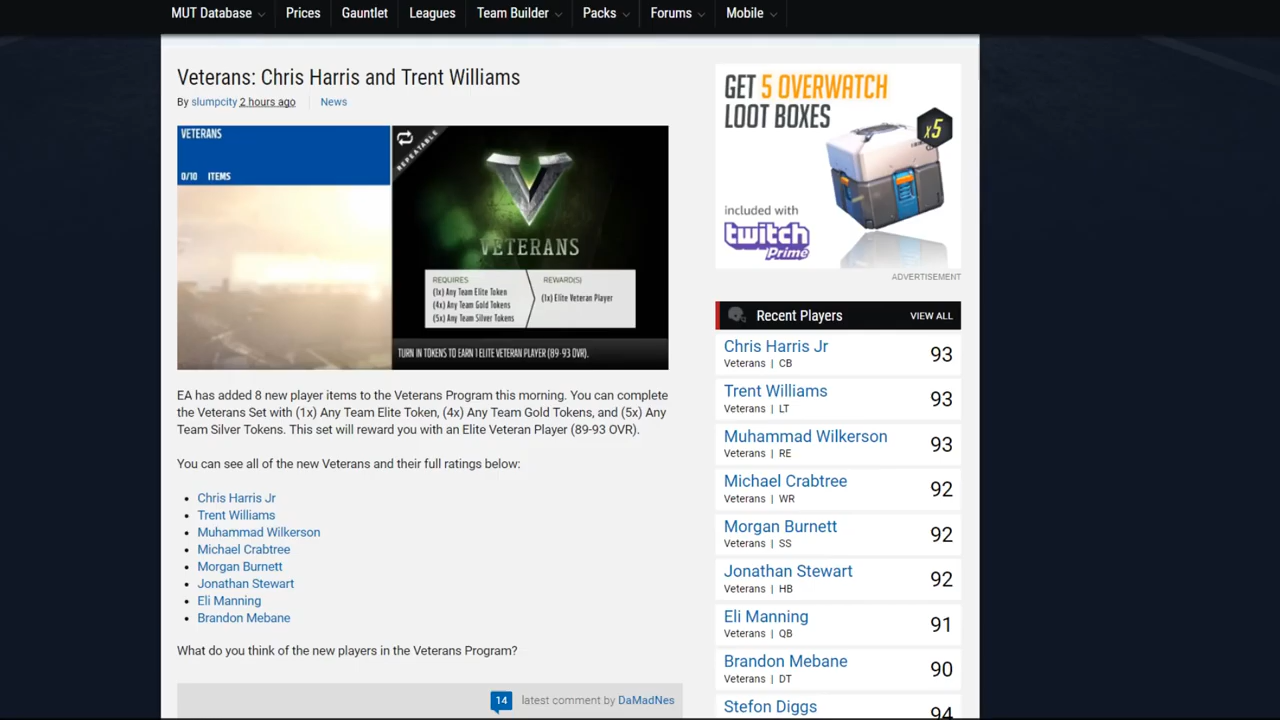 MUT Database
Prices
Gauntlet
Leagues
Team Builder
Packs
Forums
Mobile
Veterans: Chris Harris and Trent Williams
By slumpcity 2 hours ago
News
VETERANS
0/10 ITEMS
REPEATABLE
V
VETERANS
REQUIRES
(1x) Any Team Elite Token
(4x) Any Team Gold Tokens
(5x) Any Team Silver Tokens
REWARD(S)
(1x) Elite Veteran Player
TURN IN TOKENS TO EARN 1 ELITE VETERAN PLAYER (89-93 OVR).
EA has added 8 new player items to the Veterans Program this morning. You can complete
the Veterans Set with (1x) Any Team Elite Token, (4x) Any Team Gold Tokens, and (5x) Any
Team Silver Tokens. This set will reward you with an Elite Veteran Player (89-93 OVR).
You can see all of the new Veterans and their full ratings below:
Chris Harris Jr
Trent Williams
Muhammad Wilkerson
Michael Crabtree
Morgan Burnett
Jonathan Stewart
Eli Manning
Brandon Mebane
What do you think of the new players in the Veterans Program?
14 latest comment by DaMadNes
GET 5 OVERWATCH
LOOT BOXES
x5
included with
twitch
Prime
ADVERTISEMENT
Recent Players VIEW ALL
Chris Harris Jr
Veterans | CB
93
Trent Williams
Veterans | LT
93
Muhammad Wilkerson
Veterans | RE
93
Michael Crabtree
Veterans | WR
92
Morgan Burnett
Veterans | SS
92
Jonathan Stewart
Veterans | HB
92
Eli Manning
Veterans | QB
91
Brandon Mebane
Veterans | DT
90
Stefon Diggs
94